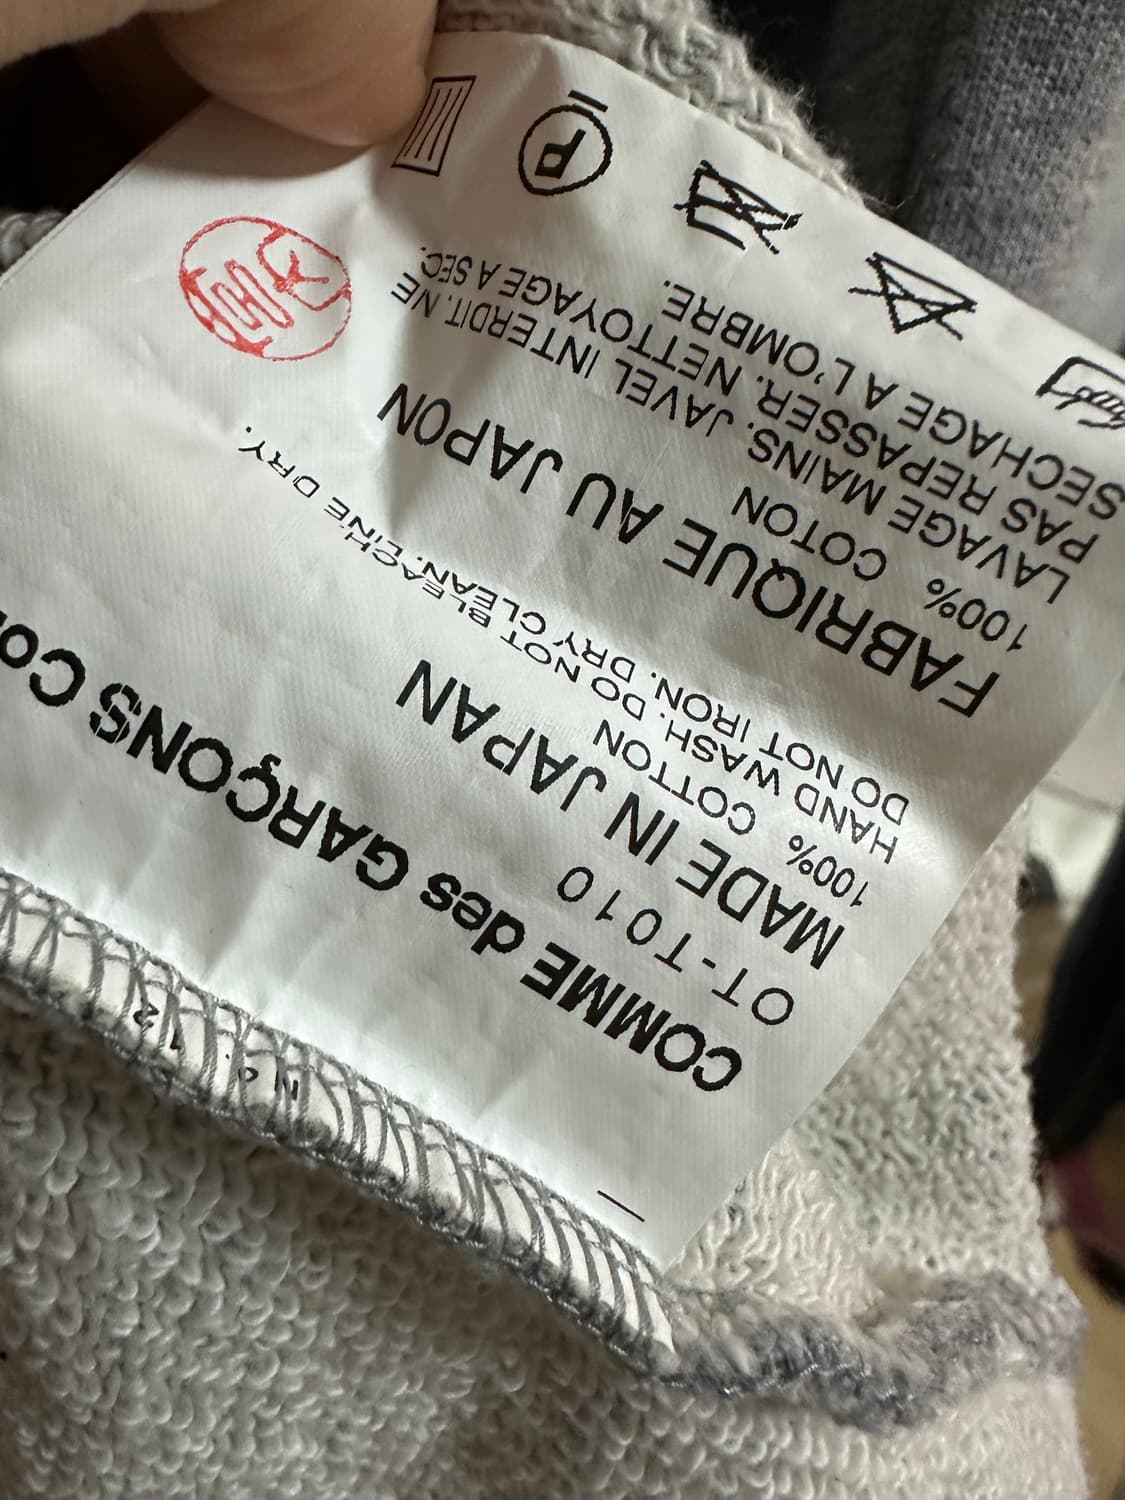 COMME des GARÇONS Co
OT-T010
MADE IN JAPAN
100% COTTON
HAND WASH. DO NOT BLEACH.
DO NOT IRON. DRY CLEAN. LINE DRY.
FABRIQUE AU JAPON
100% COTON
LAVAGE MAINS. JAVEL INTERDIT. NE
PAS REPASSER. NETTOYAGE A SEC.
SECHAGE A L'OMBRE.
P